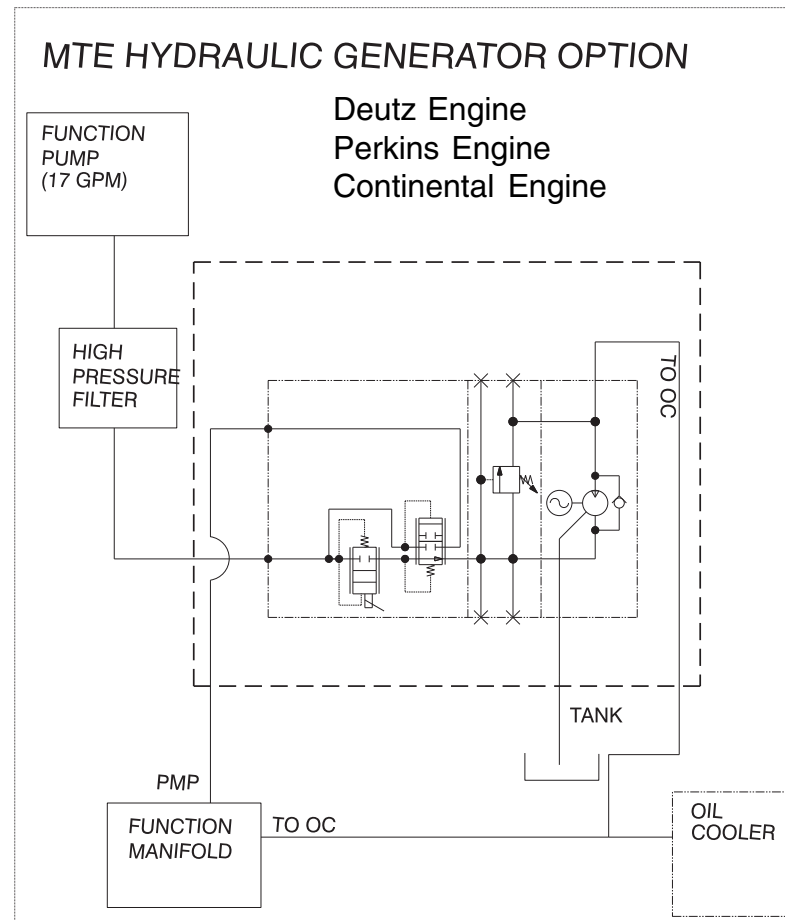 MTE HYDRAULIC GENERATOR OPTION
Deutz Engine
Perkins Engine
Continental Engine
FUNCTION
PUMP
(17 GPM)
HIGH
PRESSURE
FILTER
TO OC
TANK
PMP
FUNCTION
MANIFOLD
TO OC
OIL
COOLER